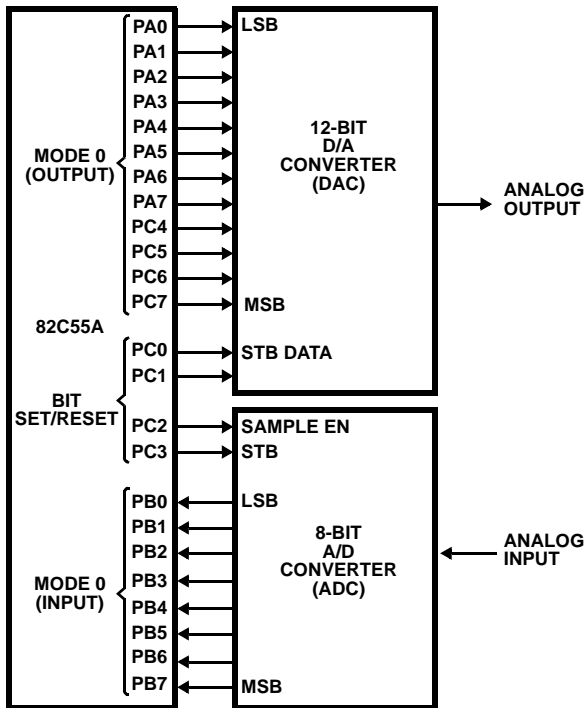 PA0
PA1
PA2
PA3
PA4
PA5
PA6
PA7
PC4
PC5
PC6
PC7
MODE 0
(OUTPUT)
82C55A
PC0
PC1
PC2
PC3
BIT
SET/RESET
PB0
PB1
PB2
PB3
PB4
PB5
PB6
PB7
MODE 0
(INPUT)
LSB
12-BIT
D/A
CONVERTER
(DAC)
MSB
STB DATA
ANALOG
OUTPUT
SAMPLE EN
STB
LSB
8-BIT
A/D
CONVERTER
(ADC)
MSB
ANALOG
INPUT